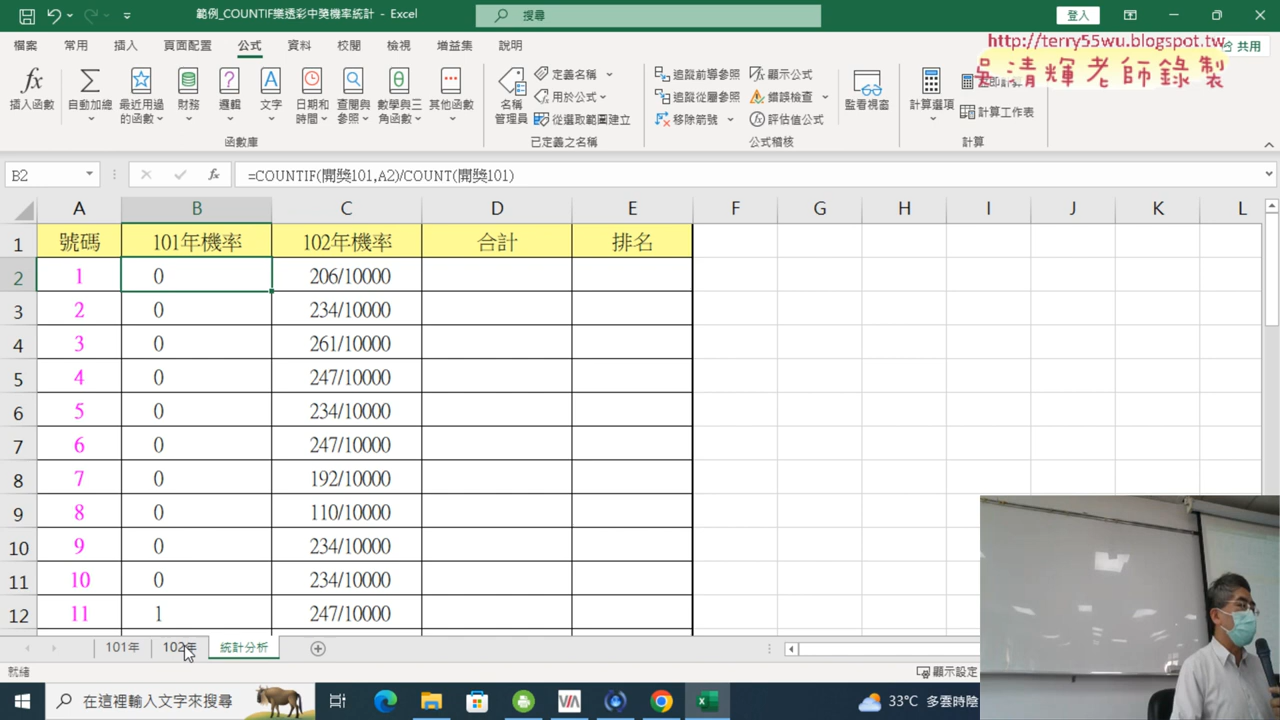 範例_COUNTIF樂透彩中獎機率統計 - Excel
搜尋
登入
http://terry55wu.blogspot.tw
吳清輝老師錄製
檔案 常用 插入 頁面配置 公式 資料 校閱 檢視 增益集 說明
共用
插入函數
自動加總
最近用過的函數
財務
邏輯
文字
日期和時間
查閱與參照
數學與三角函數
其他函數
函數庫
名稱管理員
定義名稱
用於公式
從選取範圍建立
已定義之名稱
追蹤前導參照
追蹤從屬參照
移除箭號
顯示公式
錯誤檢查
評估值公式
公式稽核
監看視窗
計算選項
計算工作表
計算
B2
=COUNTIF(開獎101,A2)/COUNT(開獎101)
A B C D E F G H I J K L
1 號碼 101年機率 102年機率 合計 排名
2 1 0 206/10000
3 2 0 234/10000
4 3 0 261/10000
5 4 0 247/10000
6 5 0 234/10000
7 6 0 247/10000
8 7 0 192/10000
9 8 0 110/10000
10 9 0 234/10000
11 10 0 234/10000
12 11 1 247/10000
101年 102年 統計分析
就緒
顯示設定
在這裡輸入文字來搜尋
33°C 多雲時陰